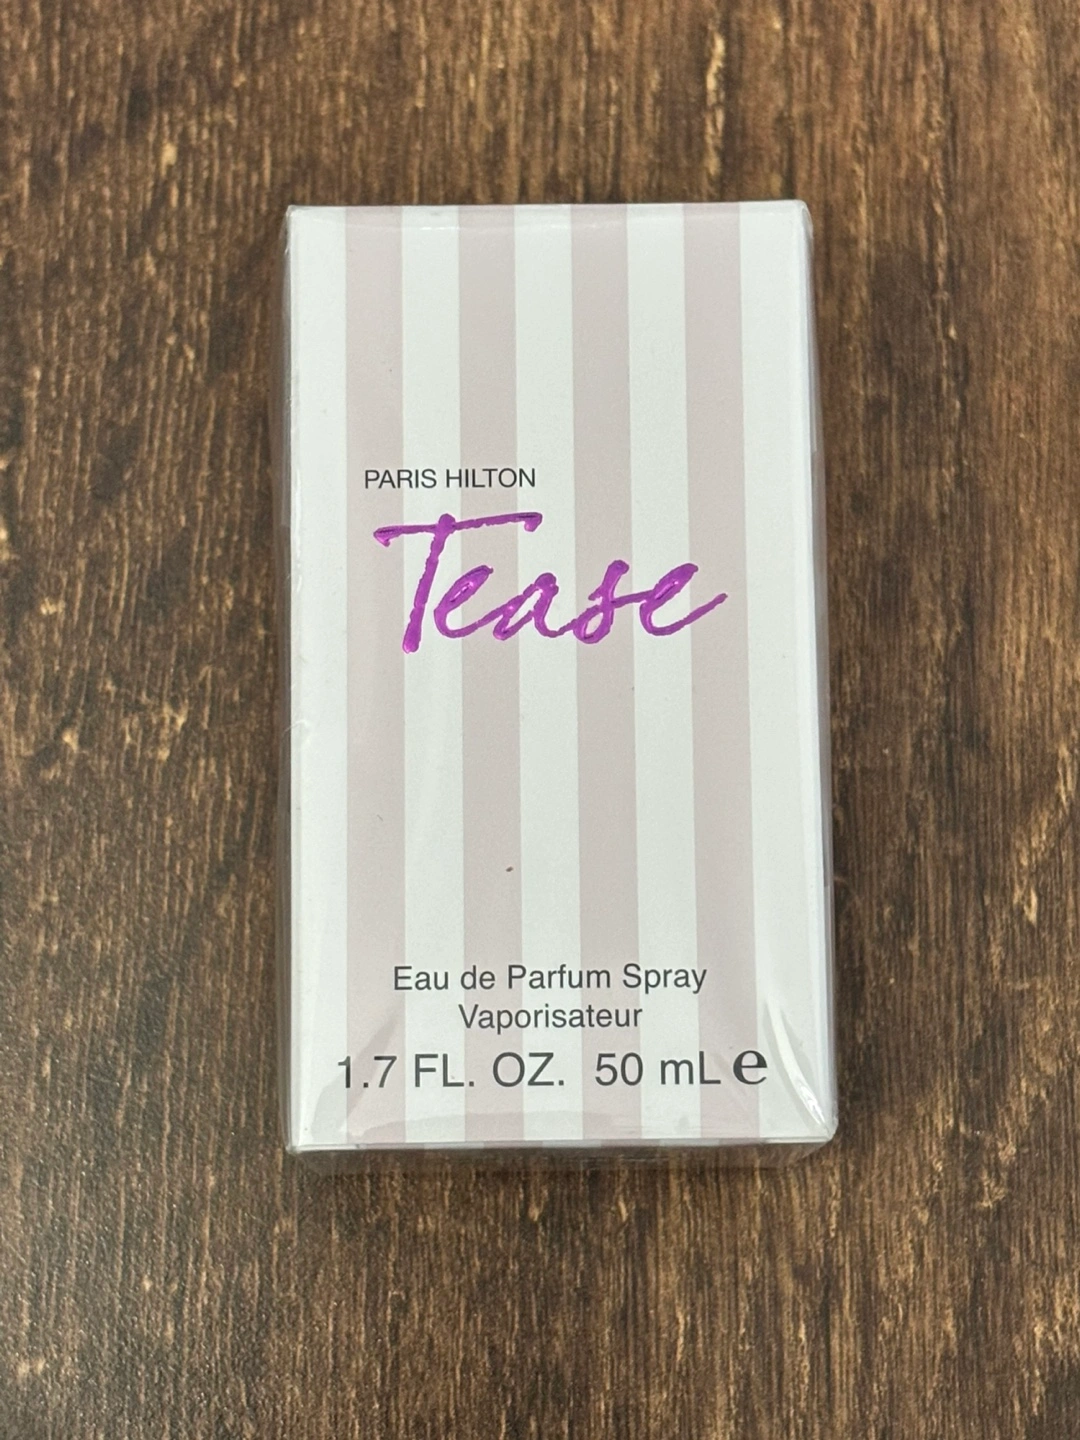 PARIS HILTON
Tease
Eau de Parfum Spray
Vaporisateur
1.7 FL. OZ. 50 mL ℮